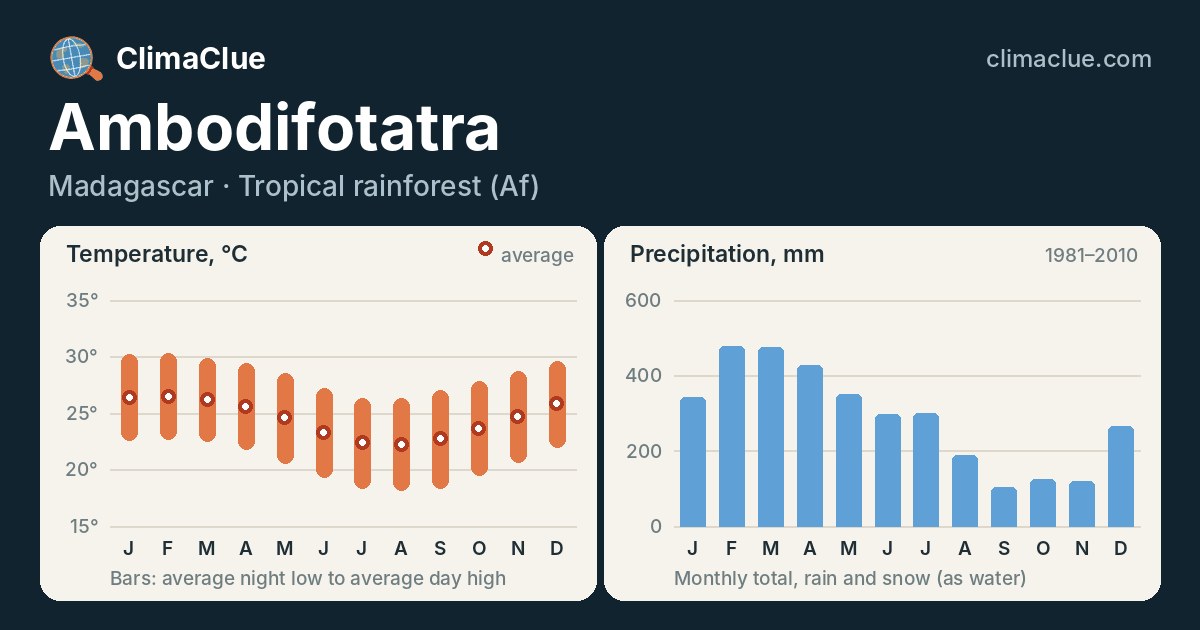 ClimaClue
climaclue.com
Ambodifotatra
Madagascar · Tropical rainforest (Af)
Temperature, °C
average
35°
30°
25°
20°
15°
J F M A M J J A S O N D
Bars: average night low to average day high
Precipitation, mm
1981–2010
600
400
200
0
J F M A M J J A S O N D
Monthly total, rain and snow (as water)